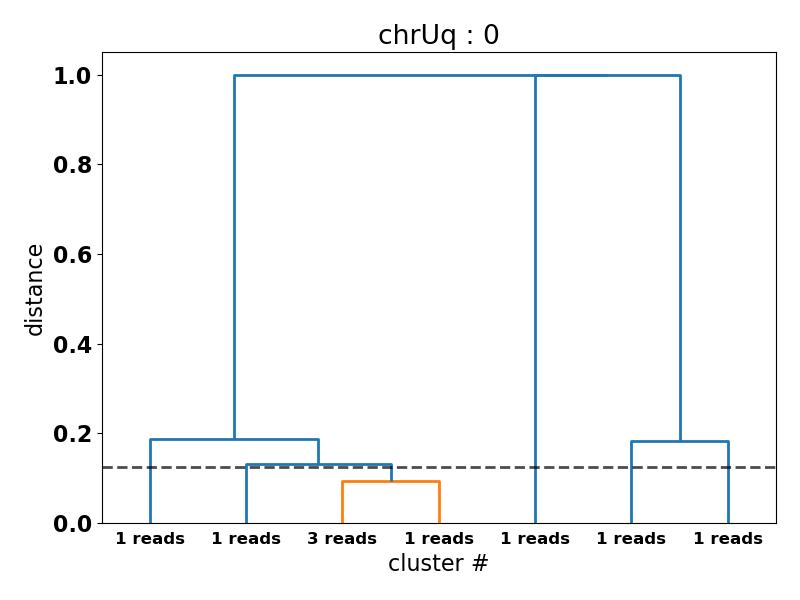 chrUq : 0
1.0
0.8
0.6
0.4
0.2
0.0
distance
1 reads 1 reads 3 reads 1 reads 1 reads 1 reads 1 reads
cluster #